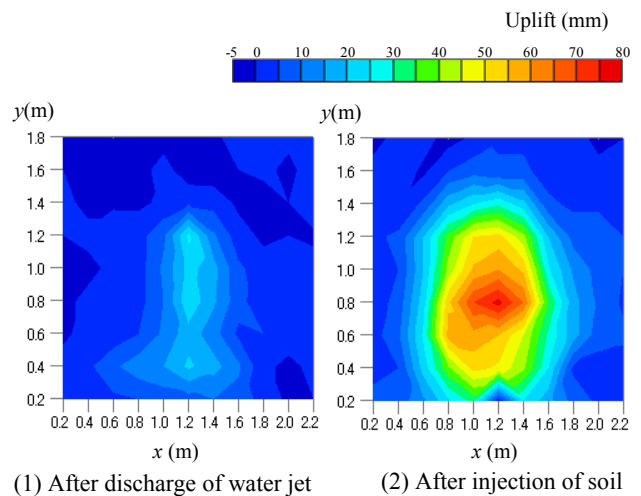 Uplift (mm)
-5 0 10 20 30 40 50 60 70 80
y(m) y(m)
1.8 1.8
1.6 1.6
1.4 1.4
1.2 1.2
1.0 1.0
0.8 0.8
0.6 0.6
0.4 0.4
0.2 0.2
0.2 0.4 0.6 0.8 1.0 1.2 1.4 1.6 1.8 2.0 2.2 0.2 0.4 0.6 0.8 1.0 1.2 1.4 1.6 1.8 2.0 2.2
x (m) x (m)
(1) After discharge of water jet (2) After injection of soil